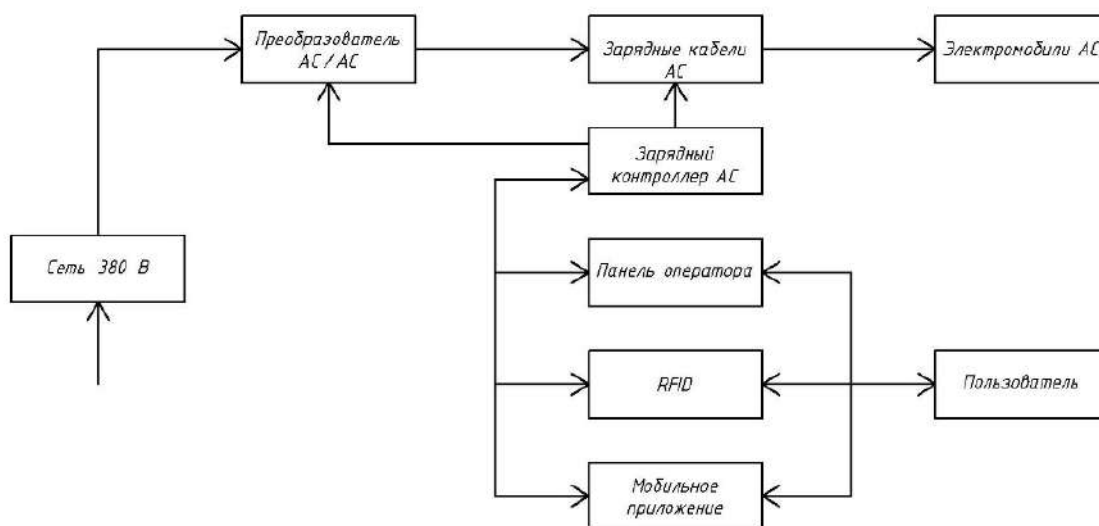 Преобразователь
АС/АС
Зарядные кабели
АС
Электромобили АС
Зарядный
контроллер АС
Сеть 380 В
Панель оператора
RFID
Пользователь
Мобильное
приложение